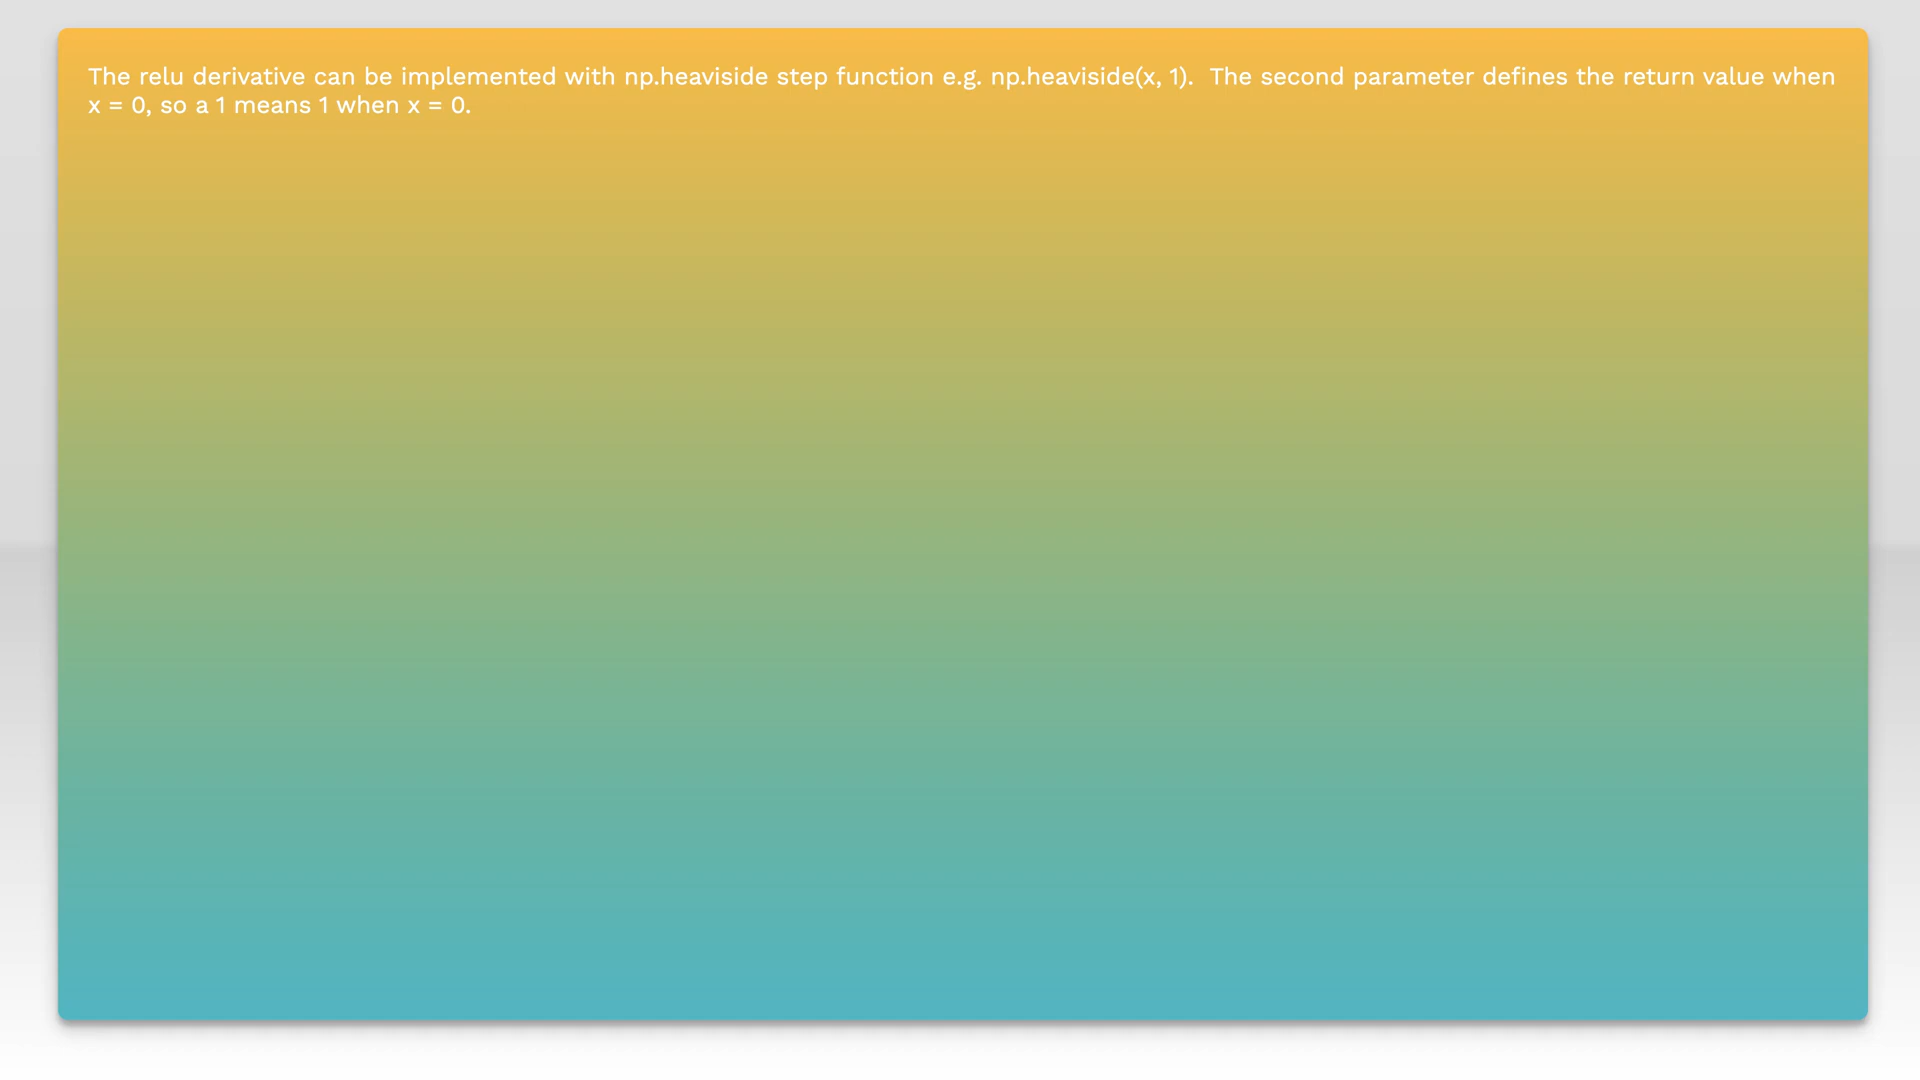 The relu derivative can be implemented with np.heaviside step function e.g. np.heaviside(x, 1).  The second parameter defines the return value when
x = 0, so a 1 means 1 when x = 0.